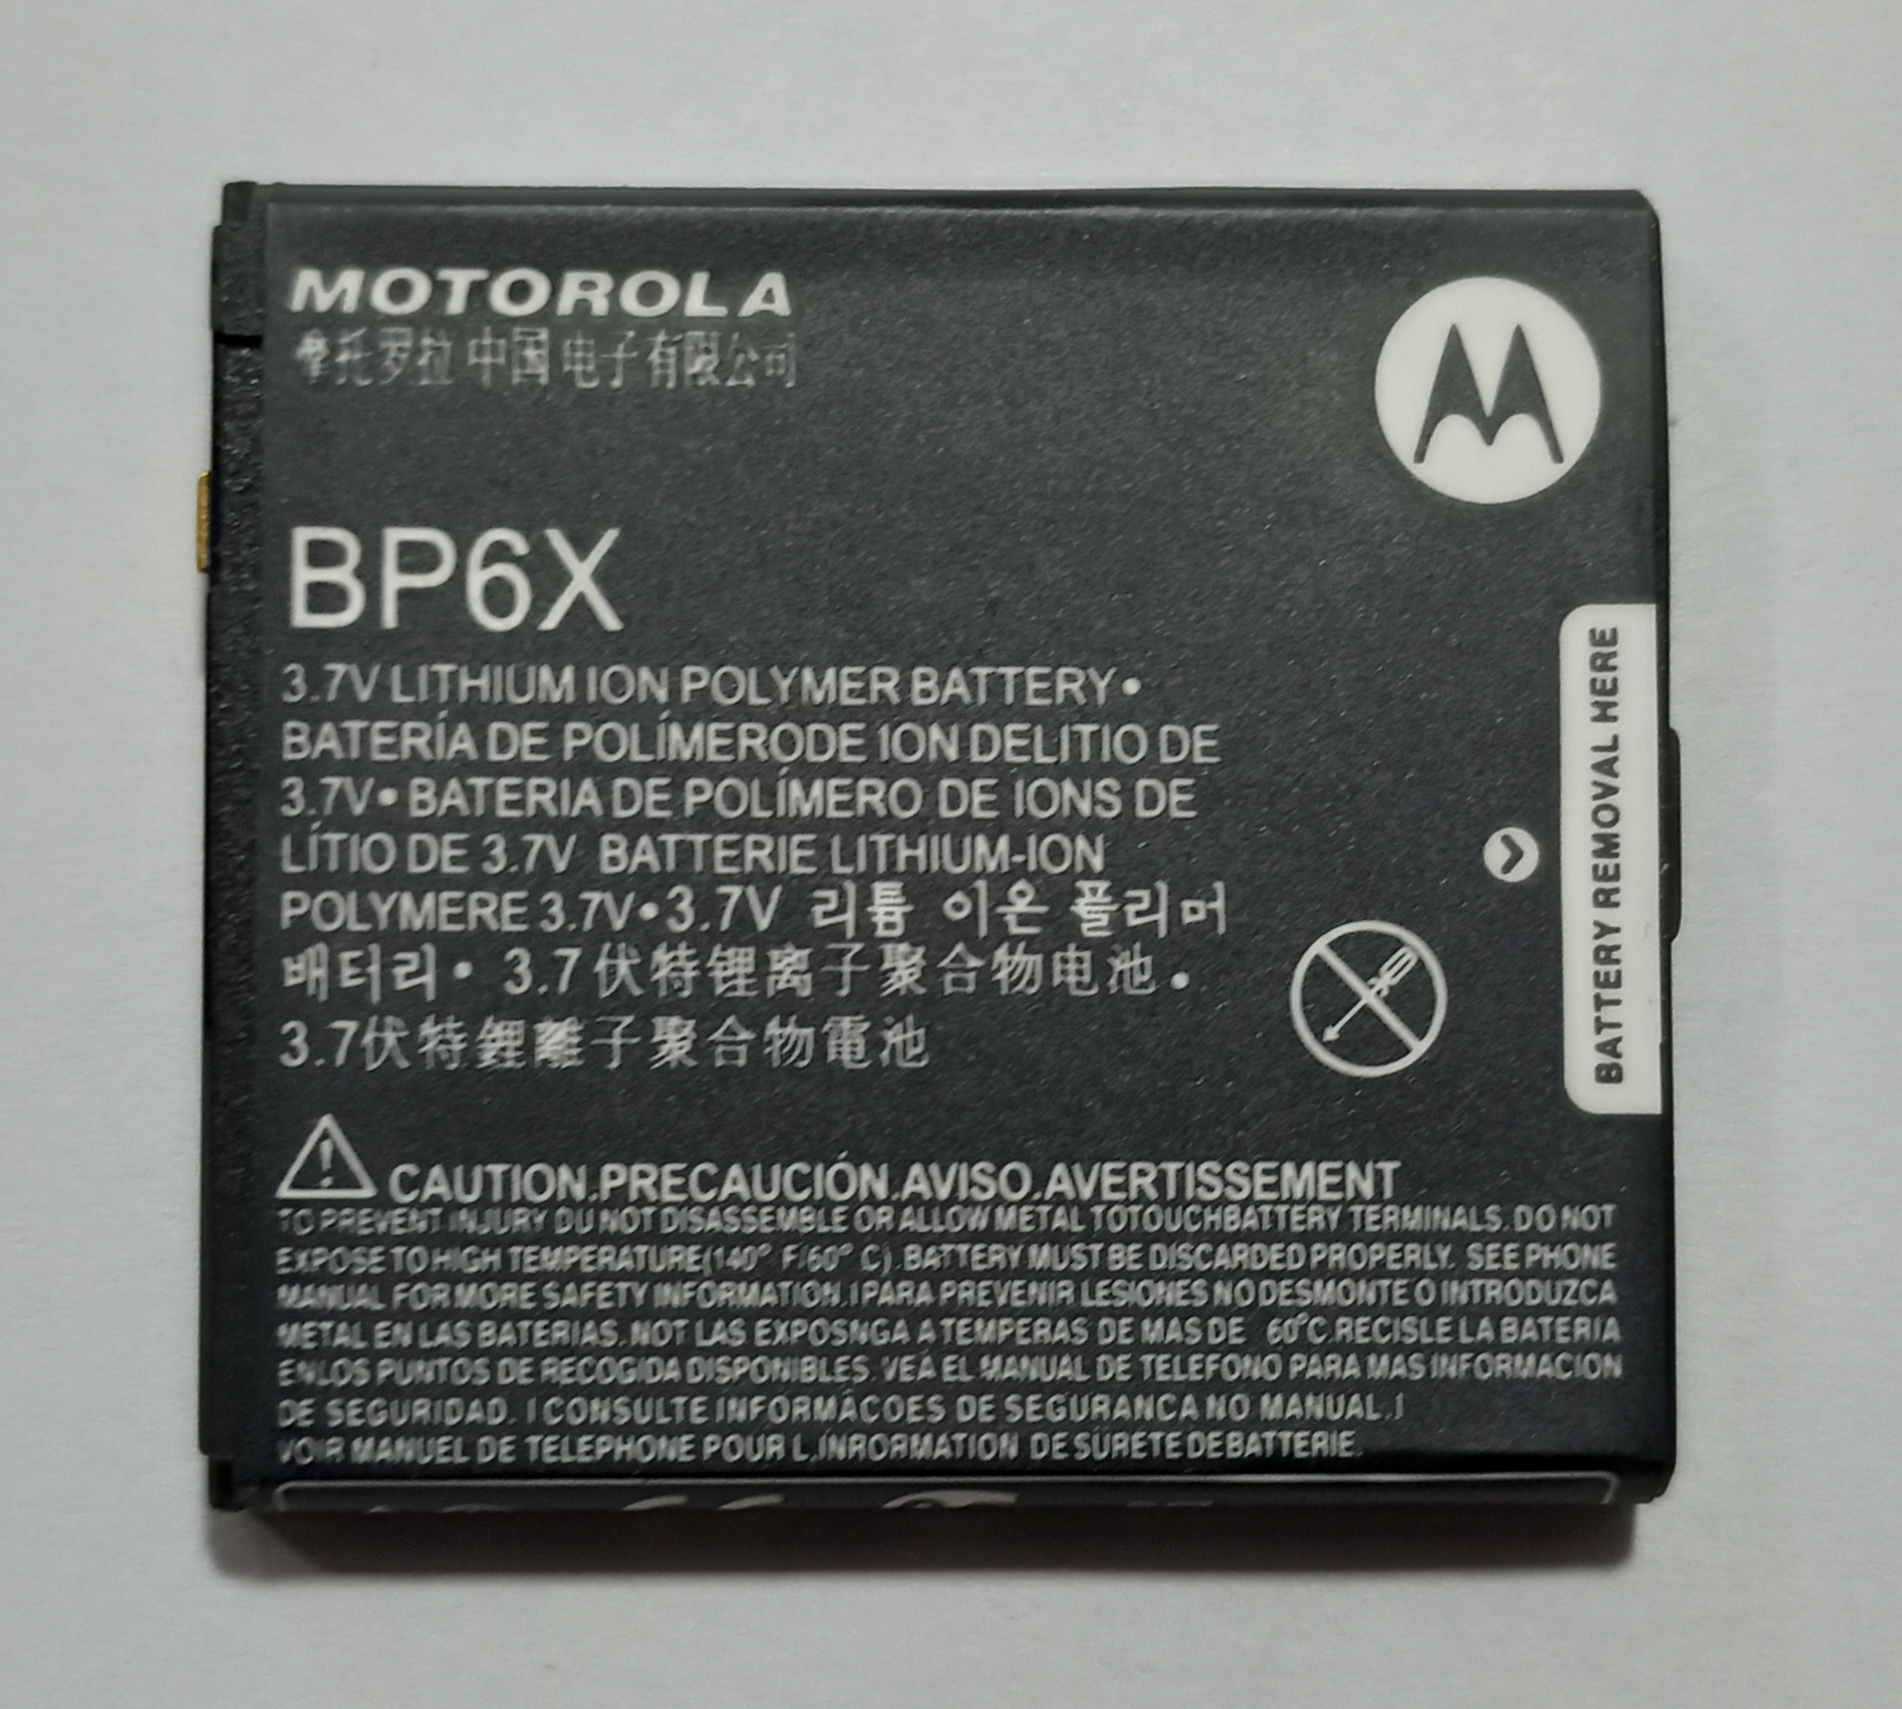 MOTOROLA
摩托罗拉中国电子有限公司
BP6X
3.7V LITHIUM ION POLYMER BATTERY•
BATERÍA DE POLÍMERODE ION DELITIO DE
3.7V• BATERIA DE POLÍMERO DE IONS DE
LÍTIO DE 3.7V BATTERIE LITHIUM-ION
POLYMERE 3.7V•3.7V 리튬 이온 폴리머
배터리• 3.7伏特锂离子聚合物电池•
3.7伏特鋰離子聚合物電池
BATTERY REMOVAL HERE
CAUTION.PRECAUCIÓN.AVISO.AVERTISSEMENT
TO PREVENT INJURY DU NOT DISASSEMBLE OR ALLOW METAL TOTOUCHBATTERY TERMINALS. DO NOT
EXPOSE TO HIGH TEMPERATURE(140° F/60° C).BATTERY MUST BE DISCARDED PROPERLY. SEE PHONE
MANUAL FOR MORE SAFETY INFORMATION.I PARA PREVENIR LESIONES NO DESMONTE O INTRODUZCA
METAL EN LAS BATERIAS. NOT LAS EXPOSNGA A TEMPERAS DE MAS DE 60°C.RECISLE LA BATERIA
ENLOS PUNTOS DE RECOGIDA DISPONIBLES. VEA EL MANUAL DE TELEFONO PARA MAS INFORMACION
DE SEGURIDAD. I CONSULTE INFORMACOES DE SEGURANCA NO MANUAL.I
VOIR MANUEL DE TELEPHONE POUR L,INRORMATION DE SURETE DE BATTERIE.